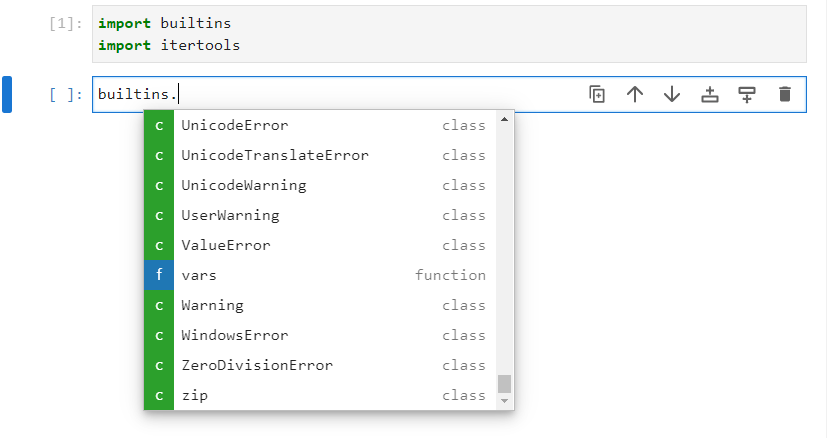 [1]: import builtins
import itertools
[ ]: builtins.
c UnicodeError class
c UnicodeTranslateError class
c UnicodeWarning class
c UserWarning class
c ValueError class
f vars function
c Warning class
c WindowsError class
c ZeroDivisionError class
c zip class